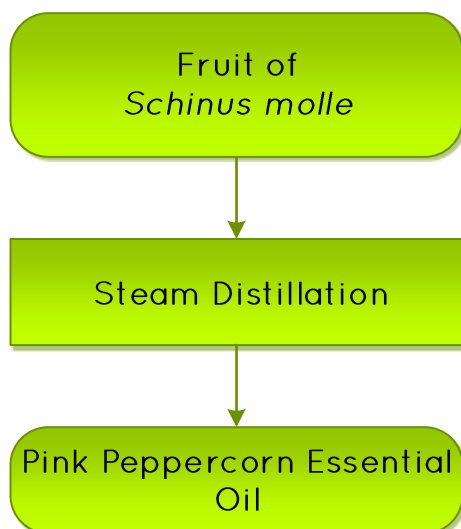 Fruit of
Schinus molle
Steam Distillation
Pink Peppercorn Essential
Oil